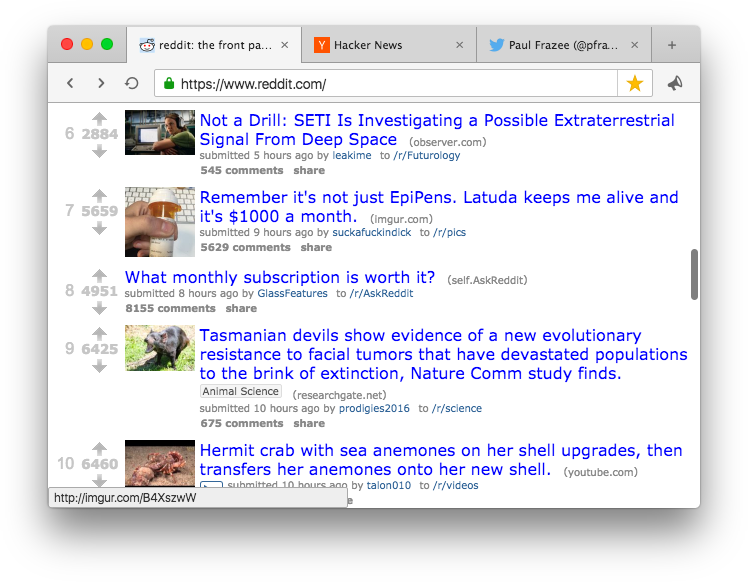 reddit: the front pa...
Hacker News
Paul Frazee (@pfra...
https://www.reddit.com/
6 2884
Not a Drill: SETI Is Investigating a Possible Extraterrestrial
Signal From Deep Space (observer.com)
submitted 5 hours ago by leakime to /r/Futurology
545 comments share
7 5659
Remember it's not just EpiPens. Latuda keeps me alive and
it's $1000 a month. (imgur.com)
submitted 9 hours ago by suckafuckindick to /r/pics
5629 comments share
8 4951
What monthly subscription is worth it? (self.AskReddit)
submitted 8 hours ago by GlassFeatures to /r/AskReddit
8155 comments share
9 6425
Tasmanian devils show evidence of a new evolutionary
resistance to facial tumors that have devastated populations
to the brink of extinction, Nature Comm study finds.
Animal Science (researchgate.net)
submitted 10 hours ago by prodigies2016 to /r/science
675 comments share
10 6460
Hermit crab with sea anemones on her shell upgrades, then
transfers her anemones onto her new shell. (youtube.com)
submitted 10 hours ago by talon010 to /r/videos
http://imgur.com/B4XszwW